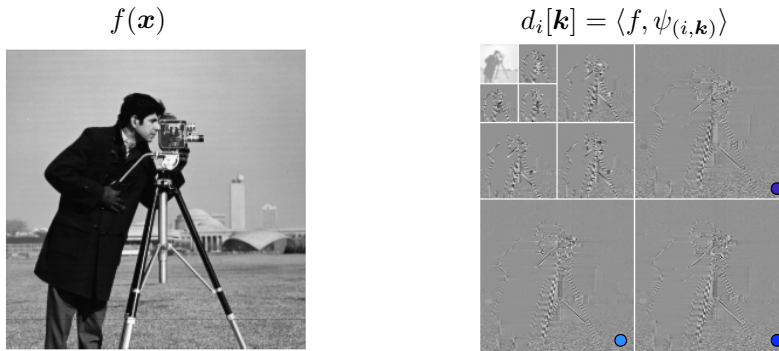 f(x)
d_i[k] = ⟨f, ψ_(i,k)⟩